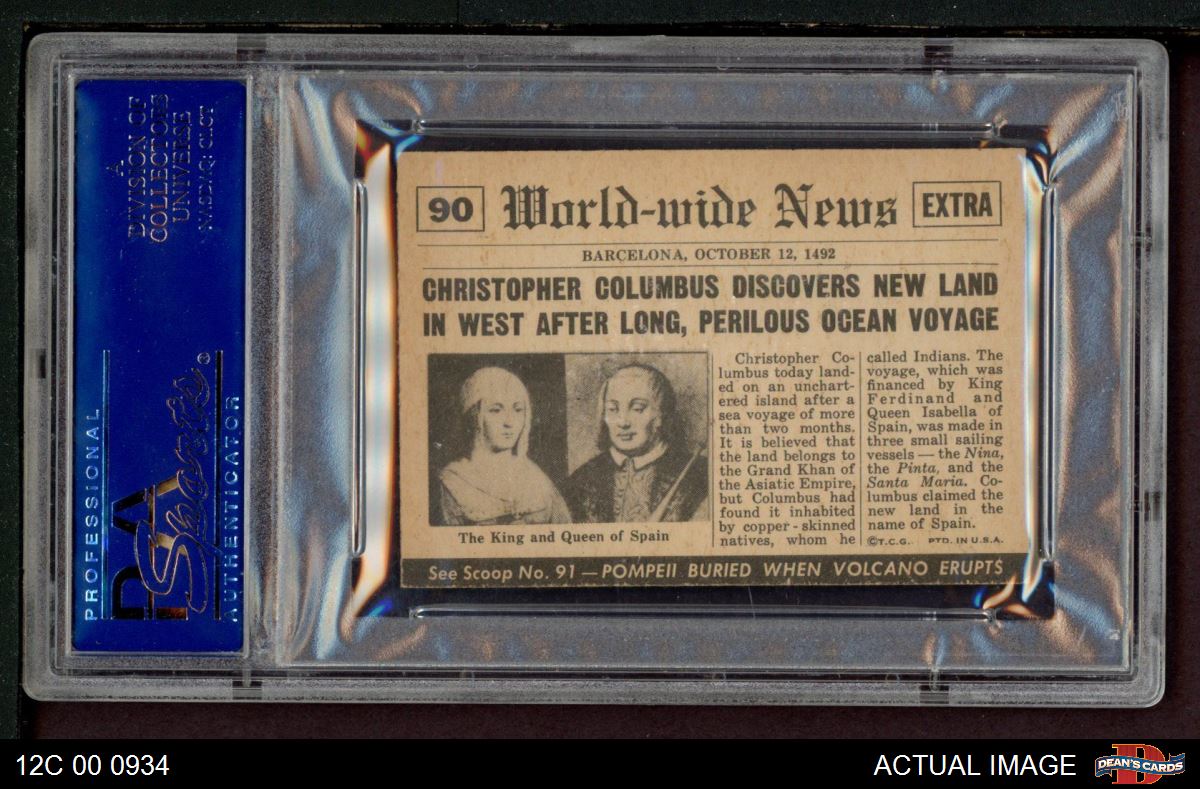 A
DIVISION OF
COLLECTORS
UNIVERSE
NASDAQ: CLCT
PROFESSIONAL
PSA
Sports®
AUTHENTICATOR
90 World-wide News EXTRA
BARCELONA, OCTOBER 12, 1492
CHRISTOPHER COLUMBUS DISCOVERS NEW LAND
IN WEST AFTER LONG, PERILOUS OCEAN VOYAGE
The King and Queen of Spain
Christopher Co-
lumbus today land-
ed on an unchart-
ered island after a
sea voyage of more
than two months.
It is believed that
the land belongs to
the Grand Khan of
the Asiatic Empire,
but Columbus had
found it inhabited
by copper-skinned
natives, whom he
called Indians. The
voyage, which was
financed by King
Ferdinand and
Queen Isabella of
Spain, was made in
three small sailing
vessels — the Nina,
the Pinta, and the
Santa Maria. Co-
lumbus claimed the
new land in the
name of Spain.
©T.C.G. PTD. IN U.S.A.
See Scoop No. 91 — POMPEII BURIED WHEN VOLCANO ERUPTS
12C 00 0934
ACTUAL IMAGE
DEAN'S CARDS